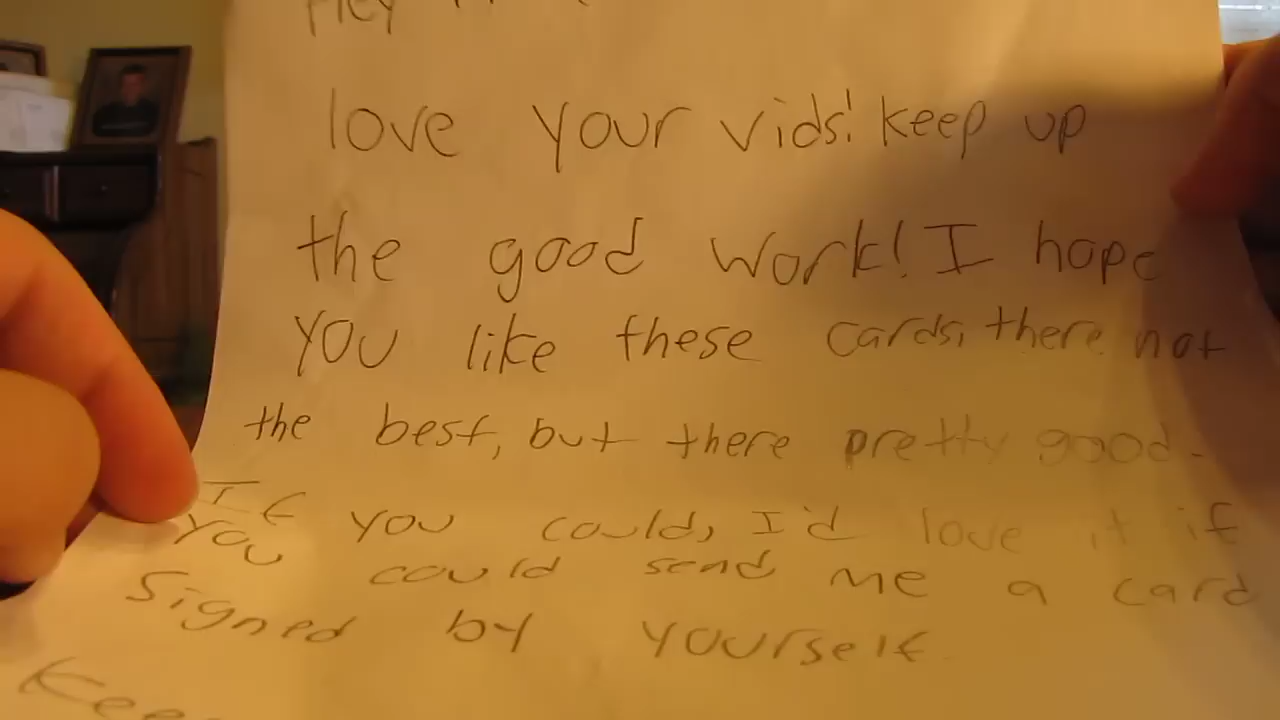 Hey
love your vids! keep up
the good work! I hope
you like these cards, there not
the best, but there pretty good.
If you could, I'd love it if
you could send me a card
signed by yourself